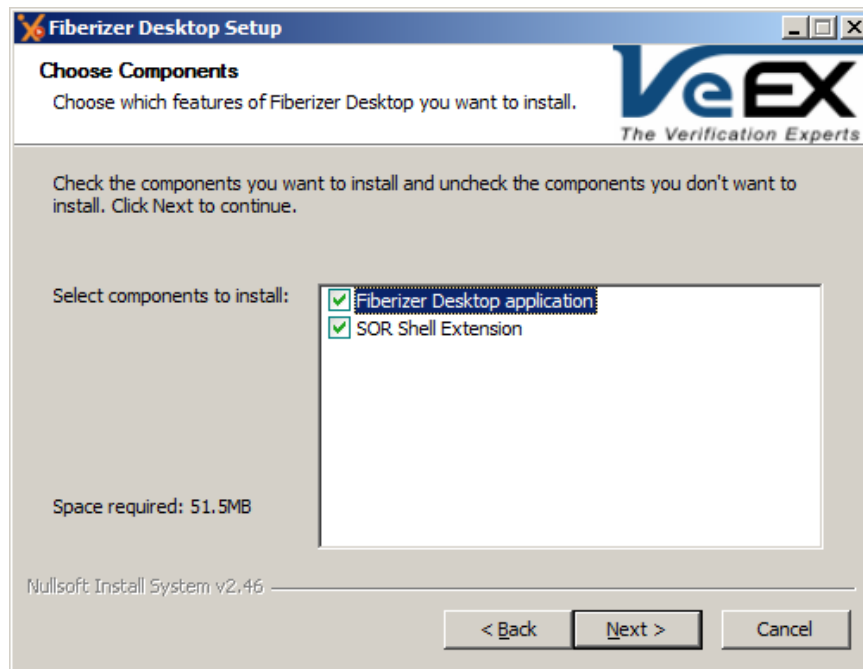 Fiberizer Desktop Setup
Choose Components
Choose which features of Fiberizer Desktop you want to install.
VeEX
The Verification Experts
Check the components you want to install and uncheck the components you don't want to
install. Click Next to continue.
Select components to install:
Fiberizer Desktop application
SOR Shell Extension
Space required: 51.5MB
Nullsoft Install System v2.46
< Back
Next >
Cancel